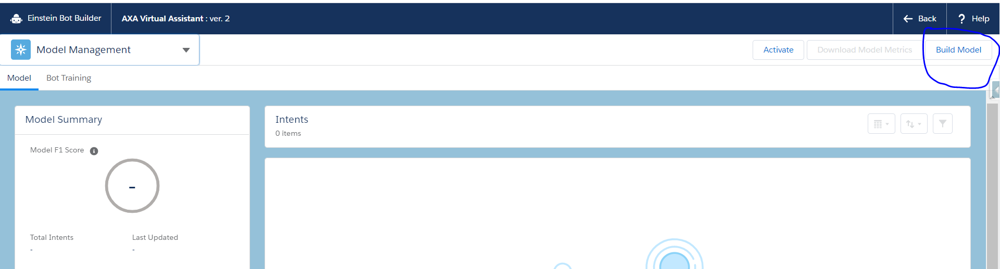 Einstein Bot Builder AXA Virtual Assistant : ver. 2 Back ? Help
Model Management Activate Download Model Metrics Build Model
Model Bot Training
Model Summary
Intents
0 items
Model F1 Score i
-
Total Intents Last Updated
- -